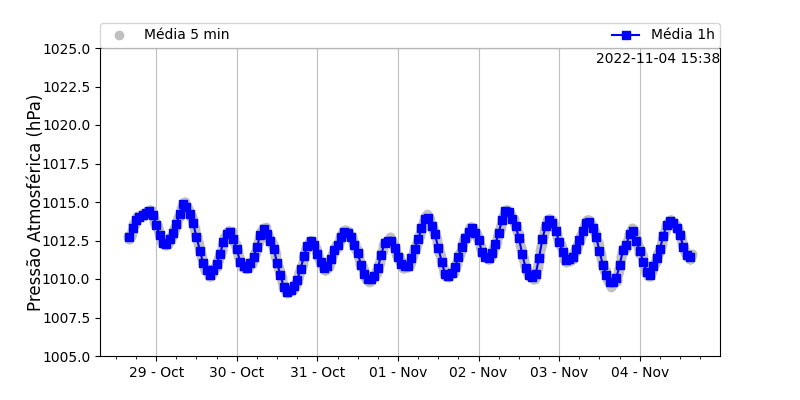 Média 5 min
Média 1h
2022-11-04 15:38
Pressão Atmosférica (hPa)
1025.0
1022.5
1020.0
1017.5
1015.0
1012.5
1010.0
1007.5
1005.0
29 - Oct
30 - Oct
31 - Oct
01 - Nov
02 - Nov
03 - Nov
04 - Nov